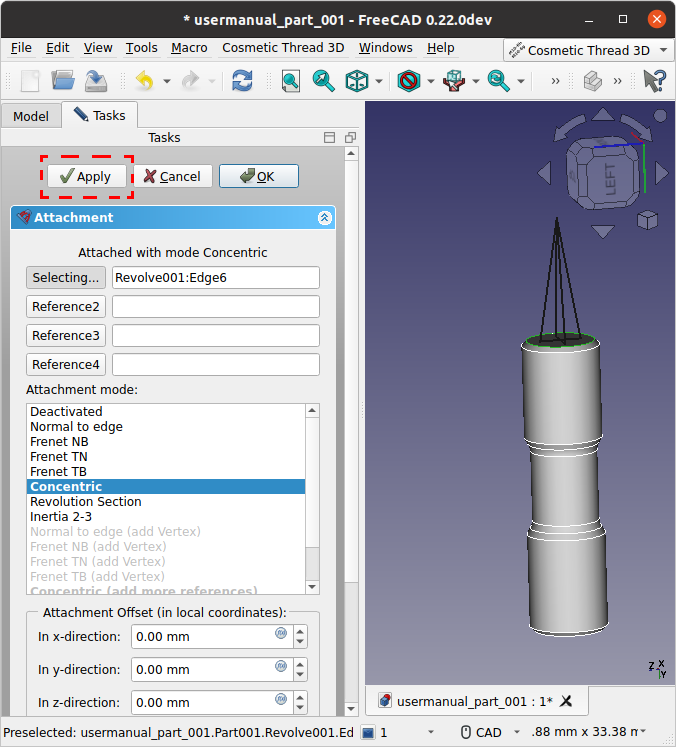 * usermanual_part_001 - FreeCAD 0.22.0dev
File Edit View Tools Macro Cosmetic Thread 3D Windows Help Cosmetic Thread 3D
Model Tasks
Tasks
Apply Cancel OK
Attachment
Attached with mode Concentric
Selecting... Revolve001:Edge6
Reference2
Reference3
Reference4
Attachment mode:
Deactivated
Normal to edge
Frenet NB
Frenet TN
Frenet TB
Concentric
Revolution Section
Inertia 2-3
Normal to edge (add Vertex)
Frenet NB (add Vertex)
Frenet TN (add Vertex)
Frenet TB (add Vertex)
Concentric (add more references)
Attachment Offset (in local coordinates):
In x-direction: 0.00 mm
In y-direction: 0.00 mm
In z-direction: 0.00 mm
LEFT
Z X
Y
usermanual_part_001 : 1*
Preselected: usermanual_part_001.Part001.Revolve001.Ed 1 CAD .88 mm x 33.38 m